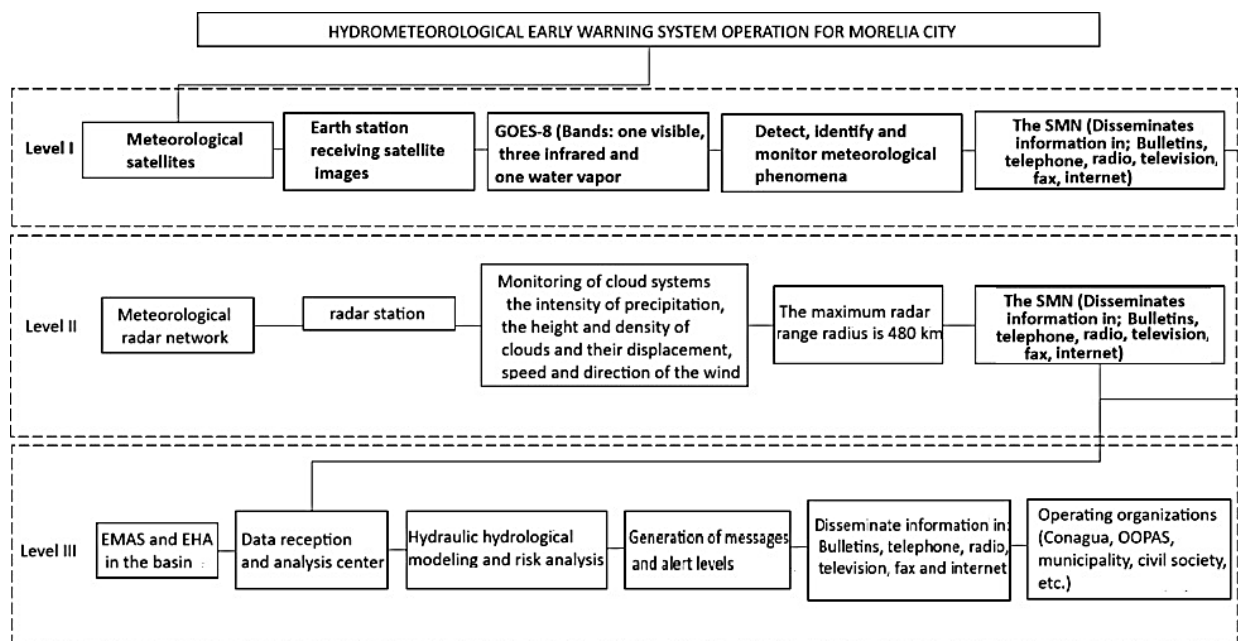 HYDROMETEOROLOGICAL EARLY WARNING SYSTEM OPERATION FOR MORELIA CITY
Level I
Meteorological
satellites
Earth station
receiving satellite
images
GOES-8 (Bands: one visible,
three infrared and
one water vapor
Detect, identify and
monitor meteorological
phenomena
The SMN (Disseminates
information in; Bulletins,
telephone, radio, television,
fax, internet)
Level II
Meteorological
radar network
radar station
Monitoring of cloud systems
the intensity of precipitation,
the height and density of
clouds and their displacement,
speed and direction of the wind
The maximum radar
range radius is 480 km
The SMN (Disseminates
information in; Bulletins,
telephone, radio, television,
fax, internet)
Level III
EMAS and EHA
in the basin
Data reception
and analysis center
Hydraulic hydrological
modeling and risk analysis
Generation of messages
and alert levels
Disseminate information in:
Bulletins, telephone, radio,
television, fax and internet
Operating organizations
(Conagua, OOPAS,
municipality, civil society,
etc.)